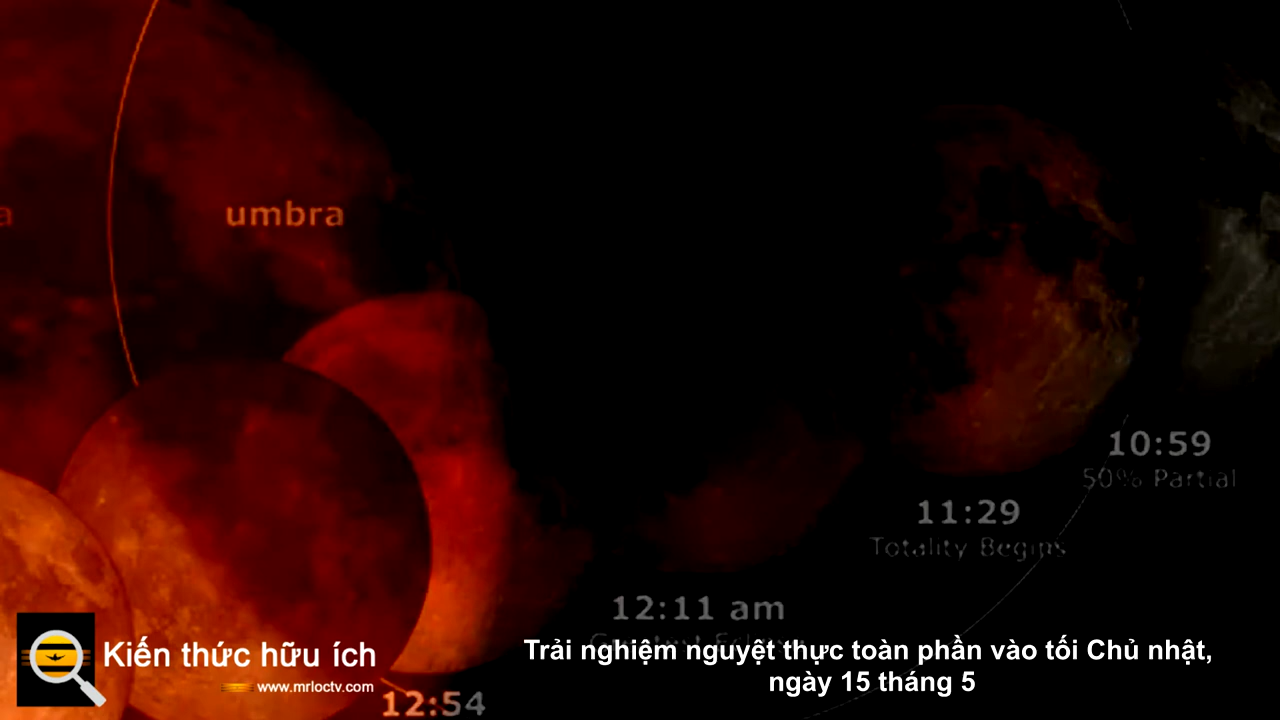 umbra
10:59
50% Partial
11:29
Totality Begins
12:11 am
Kiến thức hữu ích
www.mrloctv.com
Trải nghiệm nguyệt thực toàn phần vào tối Chủ nhật,
ngày 15 tháng 5
12:54